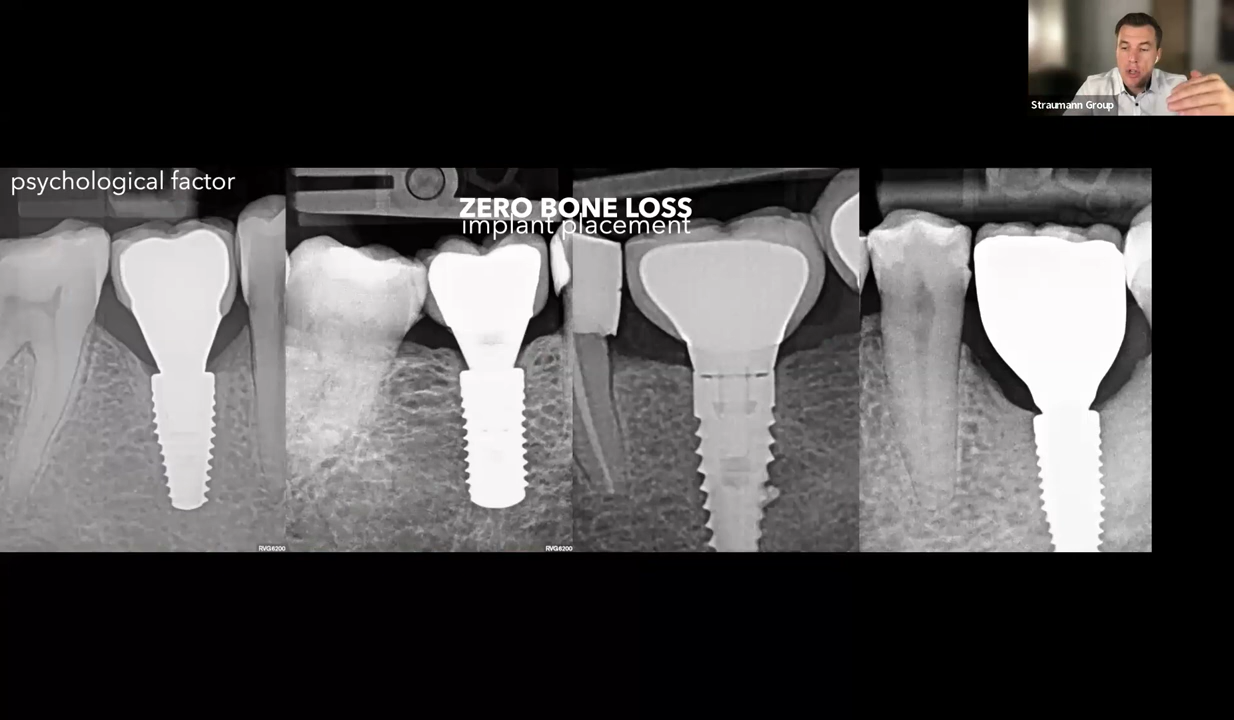 Straumann Group
psychological factor
ZERO BONE LOSS
implant placement
RVG6200
RVG6200